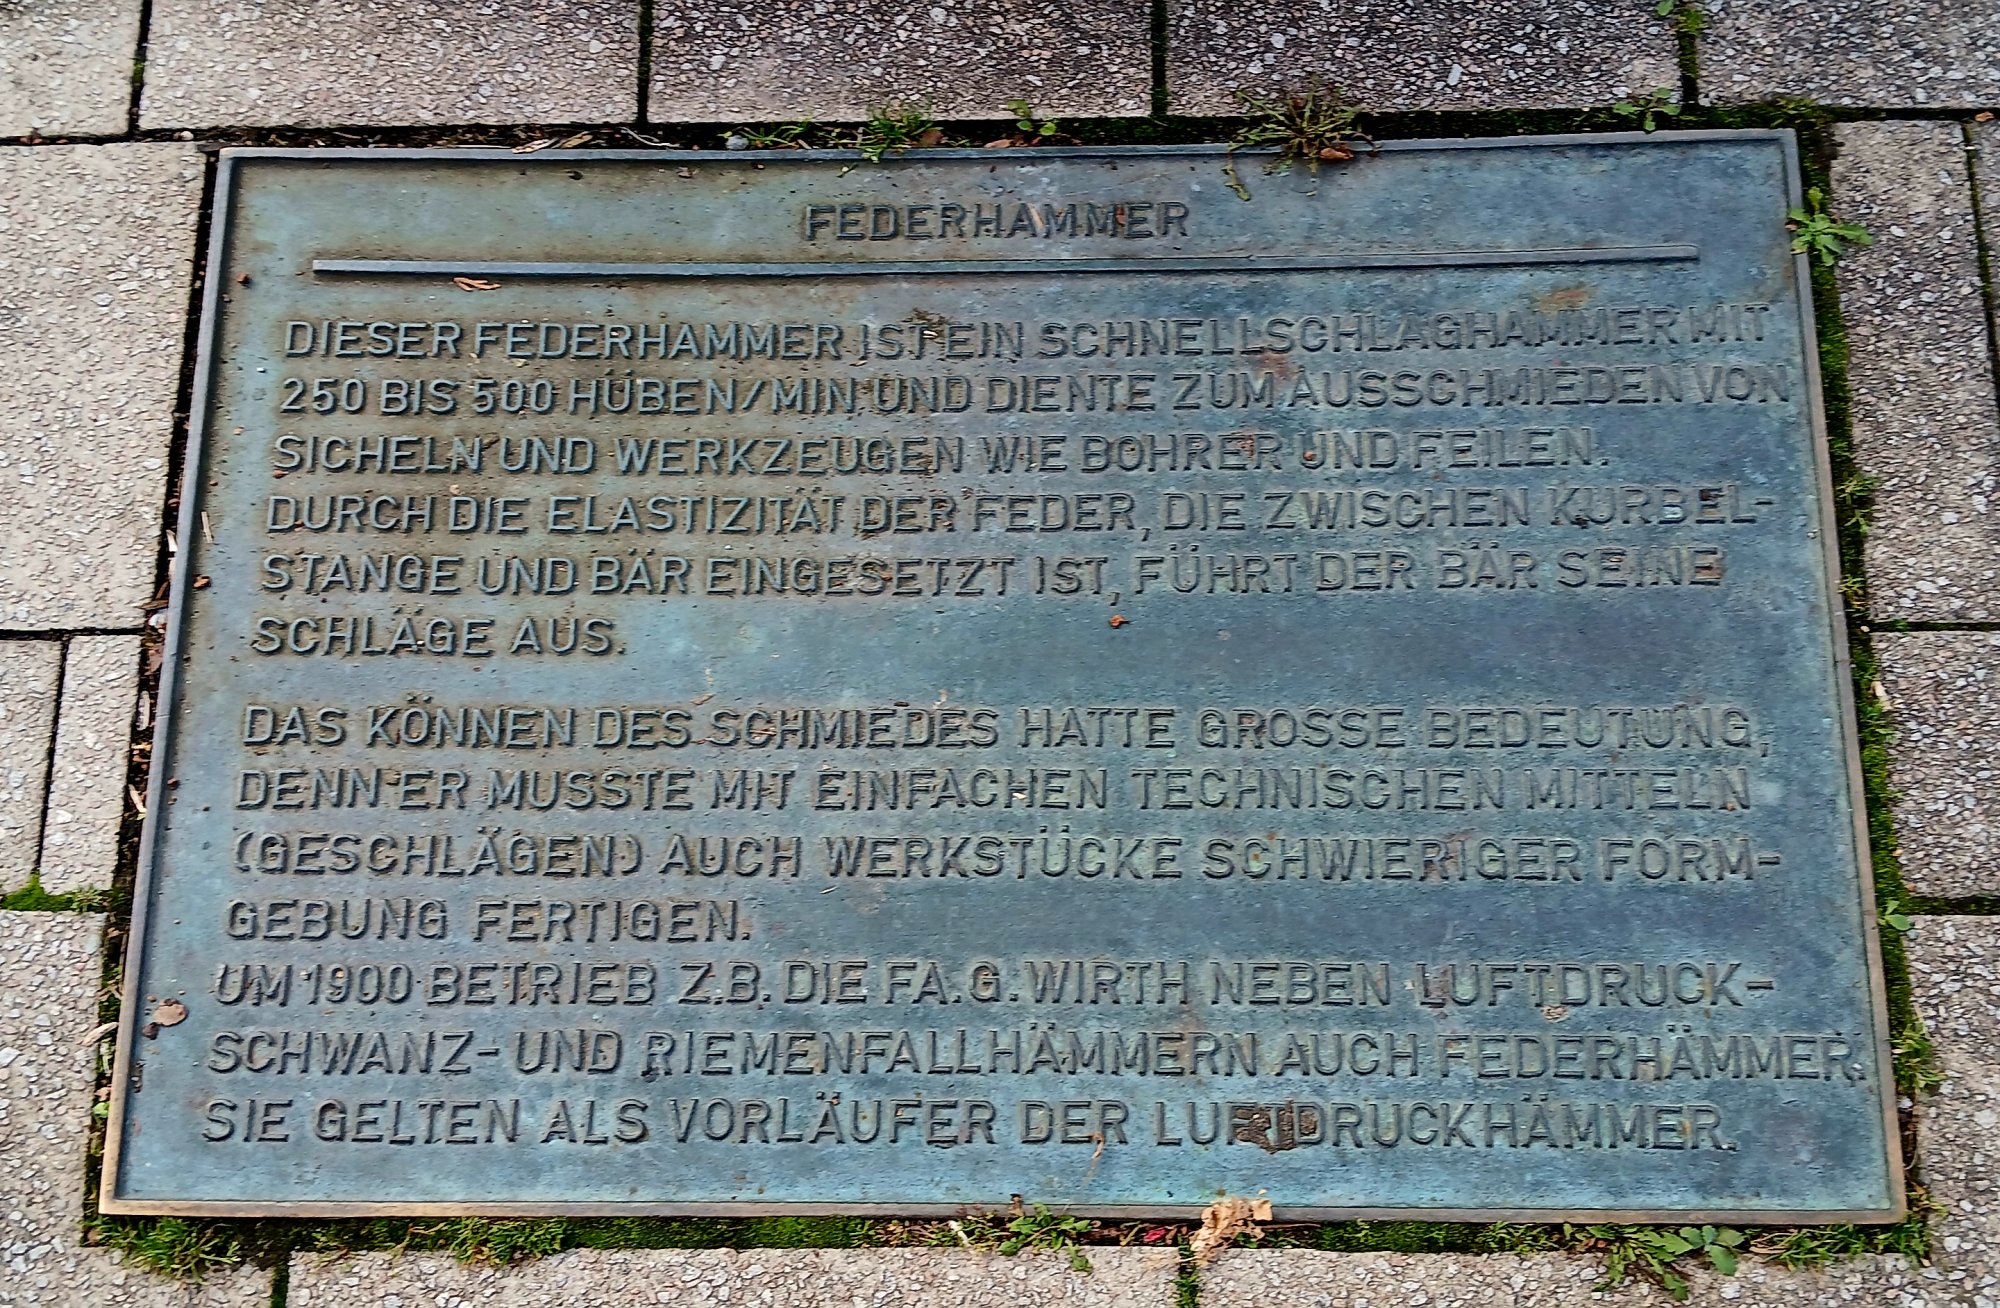 FEDERHÄMMER
DIESER FEDERHAMMER IST EIN SCHNELLSCHLAGHAMMER MIT
250 BIS 500 HÜBEN/MIN. UND DIENTE ZUM AUSSCHMIEDEN VON
SICHELN UND WERKZEUGEN WIE BOHRER UND FEILEN.
DURCH DIE ELASTIZITÄT DER FEDER, DIE ZWISCHEN KURBEL-
STANGE UND BÄR EINGESETZT IST, FÜHRT DER BÄR SEINE
SCHLÄGE AUS.
DAS KÖNNEN DES SCHMIEDES HATTE GROSSE BEDEUTUNG,
DENN ER MUSSTE MIT EINFACHEN TECHNISCHEN MITTELN
(GESCHLÄGEN) AUCH WERKSTÜCKE SCHWIERIGER FORM-
GEBUNG FERTIGEN.
UM 1900 BETRIEB Z.B. DIE FA. G. WIRTH NEBEN LUFTDRUCK-
SCHWANZ- UND RIEMENFALLHÄMMERN AUCH FEDERHÄMMER.
SIE GELTEN ALS VORLÄUFER DER LUFTDRUCKHÄMMER.